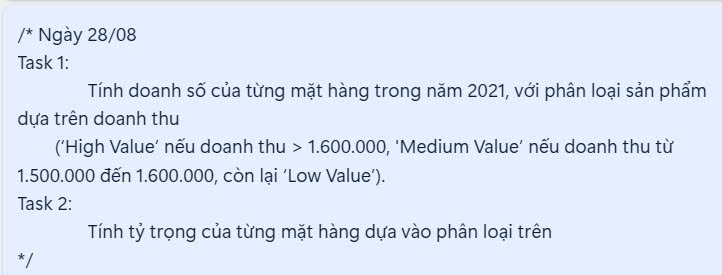 /* Ngày 28/08
Task 1:
Tính doanh số của từng mặt hàng trong năm 2021, với phân loại sản phẩm
dựa trên doanh thu
(‘High Value’ nếu doanh thu > 1.600.000, 'Medium Value’ nếu doanh thu từ
1.500.000 đến 1.600.000, còn lại ‘Low Value’).
Task 2:
Tính tỷ trọng của từng mặt hàng dựa vào phân loại trên
*/